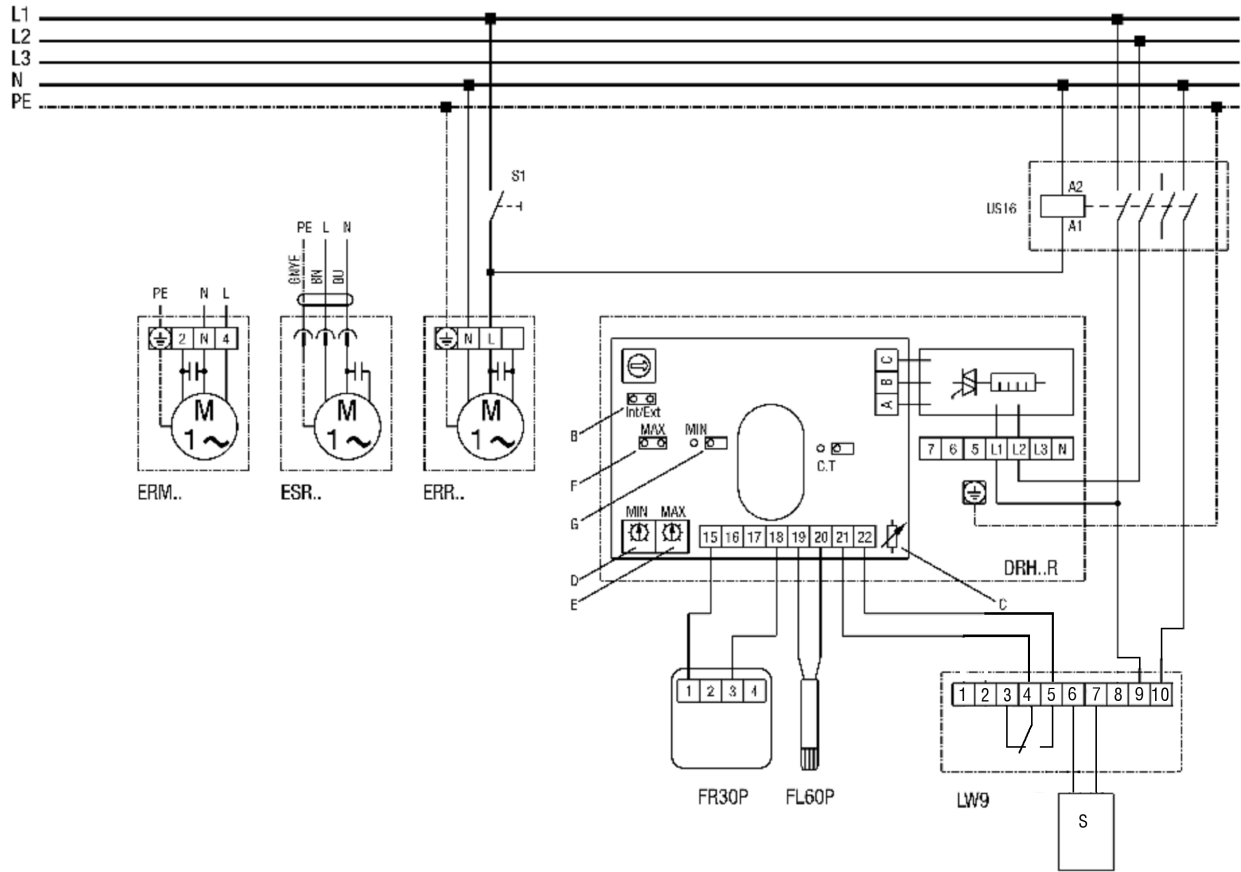 L1
L2
L3
N
PE
S1
A2
US16
A1
PE L N
GNYE BN BU
PE N L
2 N 4
N L
M
1~
M
1~
M
1~
ERM..
ESR..
ERR..
Int/Ext
B
MAX MIN
F
G
C.T
C
B
A
7 6 5 L1 L2 L3 N
MIN MAX
15 16 17 18 19 20 21 22
D
E
DRH..R
C
1 2 3 4
FR30P
FL60P
1 2 3 4 5 6 7 8 9 10
LW9
S